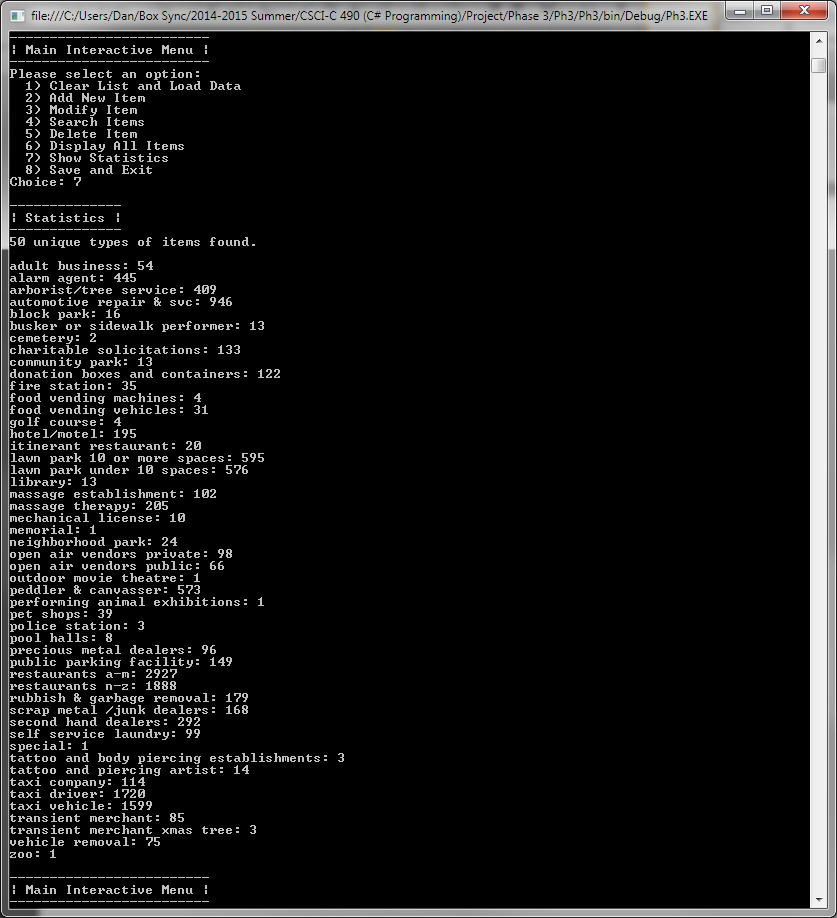 file:///C:/Users/Dan/Box Sync/2014-2015 Summer/CSCI-C 490 (C# Programming)/Project/Phase 3/Ph3/Ph3/bin/Debug/Ph3.EXE
-------------------------
| Main Interactive Menu |
-------------------------
Please select an option:
  1) Clear List and Load Data
  2) Add New Item
  3) Modify Item
  4) Search Items
  5) Delete Item
  6) Display All Items
  7) Show Statistics
  8) Save and Exit
Choice: 7
--------------
| Statistics |
--------------
50 unique types of items found.
adult business: 54
alarm agent: 445
arborist/tree service: 409
automotive repair & svc: 946
block park: 16
busker or sidewalk performer: 13
cemetery: 2
charitable solicitations: 133
community park: 13
donation boxes and containers: 122
fire station: 35
food vending machines: 4
food vending vehicles: 31
golf course: 4
hotel/motel: 195
itinerant restaurant: 20
lawn park 10 or more spaces: 595
lawn park under 10 spaces: 576
library: 13
massage establishment: 102
massage therapy: 205
mechanical license: 10
memorial: 1
neighborhood park: 24
open air vendors private: 98
open air vendors public: 66
outdoor movie theatre: 1
peddler & canvasser: 573
performing animal exhibitions: 1
pet shops: 39
police station: 3
pool halls: 8
precious metal dealers: 96
public parking facility: 149
restaurants a-m: 2927
restaurants n-z: 1888
rubbish & garbage removal: 179
scrap metal /junk dealers: 168
second hand dealers: 292
self service laundry: 99
special: 1
tattoo and body piercing establishments: 3
tattoo and piercing artist: 14
taxi company: 114
taxi driver: 1720
taxi vehicle: 1599
transient merchant: 85
transient merchant xmas tree: 3
vehicle removal: 75
zoo: 1
-------------------------
| Main Interactive Menu |
-------------------------